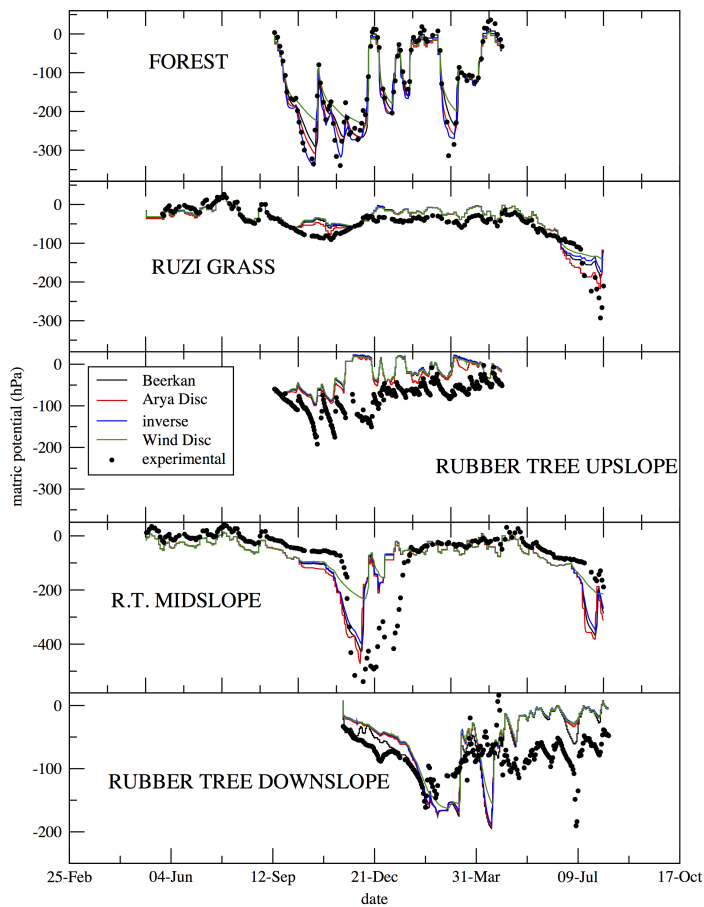 0
-100
-200
-300
FOREST
0
-100
-200
-300
RUZI GRASS
0
-100
-200
-300
Beerkan
Arya Disc
inverse
Wind Disc
experimental
RUBBER TREE UPSLOPE
matric potential (hPa)
0
-200
-400
R.T. MIDSLOPE
0
-100
-200
RUBBER TREE DOWNSLOPE
25-Feb
04-Jun
12-Sep
21-Dec
31-Mar
09-Jul
17-Oct
date